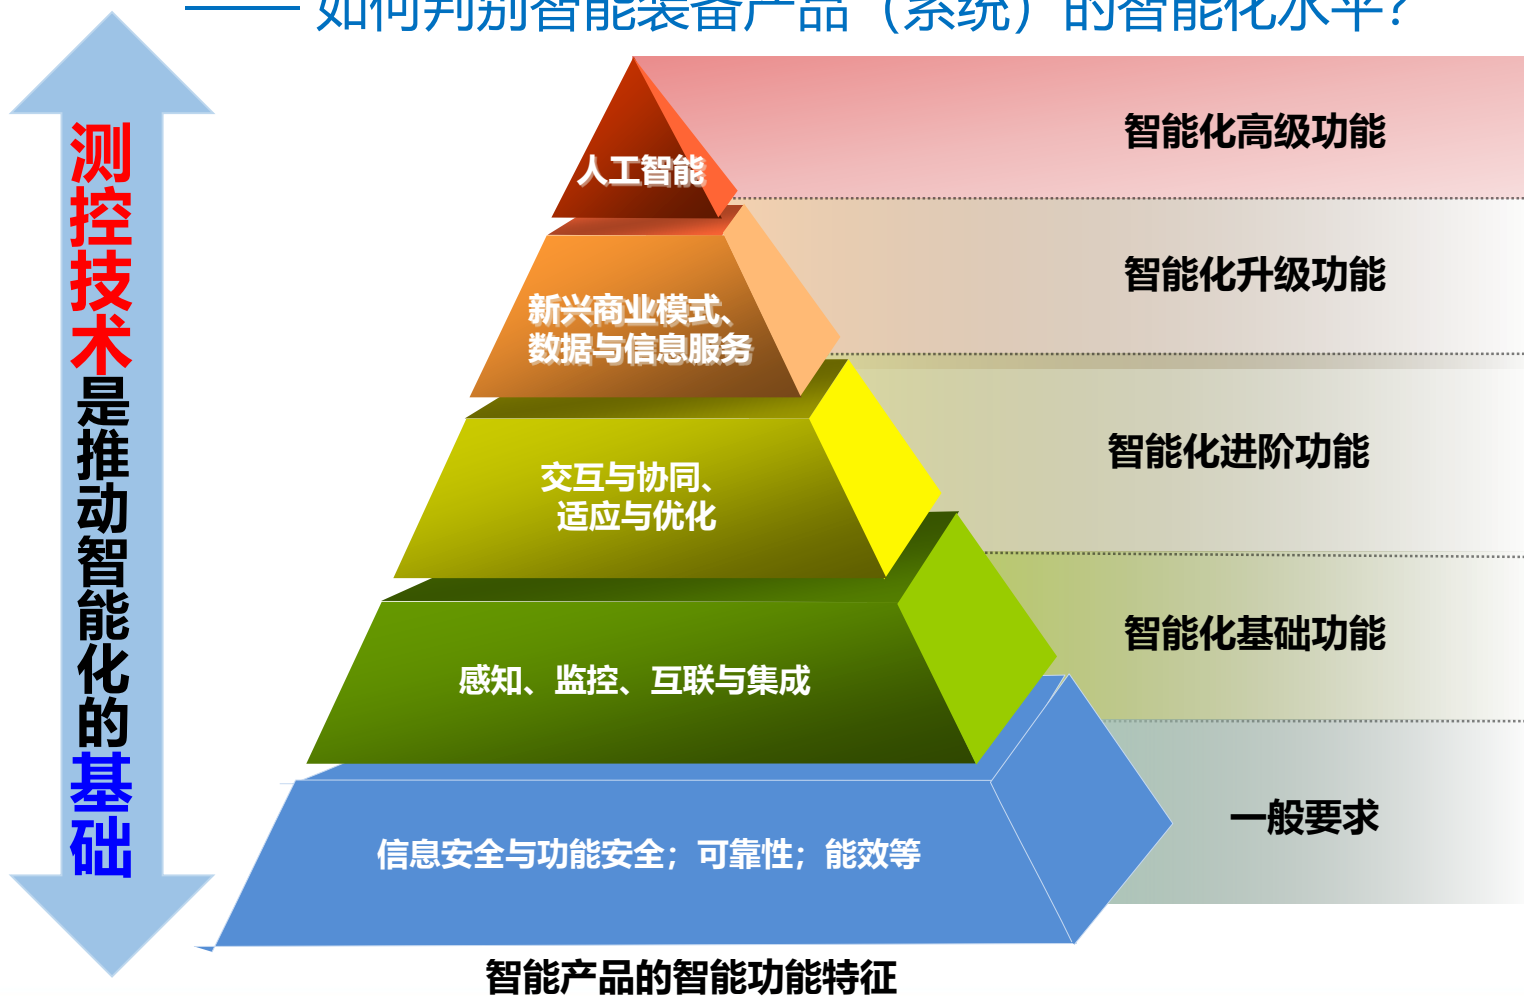 —— 如何判别智能装备产品（系统）的智能化水平？
测控技术是推动智能化的基础
人工智能
智能化高级功能
新兴商业模式、
数据与信息服务
智能化升级功能
交互与协同、
适应与优化
智能化进阶功能
感知、监控、互联与集成
智能化基础功能
信息安全与功能安全；可靠性；能效等
一般要求
智能产品的智能功能特征